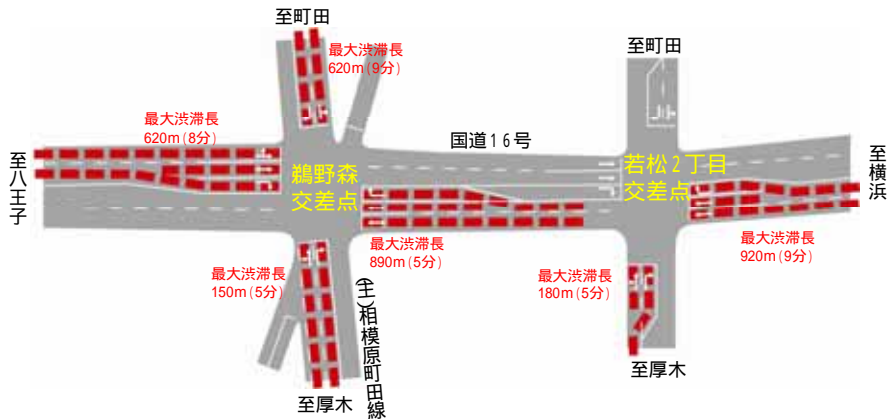 至町田
最大渋滞長
620m(9分)
至町田
最大渋滞長
620m(8分)
国道16号
至八王子
鵜野森
交差点
若松2丁目
交差点
至横浜
最大渋滞長
150m(5分)
最大渋滞長
890m(5分)
最大渋滞長
180m(5分)
最大渋滞長
920m(9分)
(主)相模原町田線
至厚木
至厚木